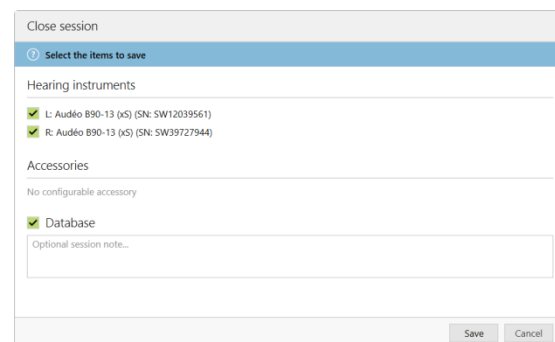 Close session
? Select the items to save
Hearing instruments
L: Audéo B90-13 (xS) (SN: SW12039561)
R: Audéo B90-13 (xS) (SN: SW39727944)
Accessories
No configurable accessory
Database
Optional session note...
Save Cancel